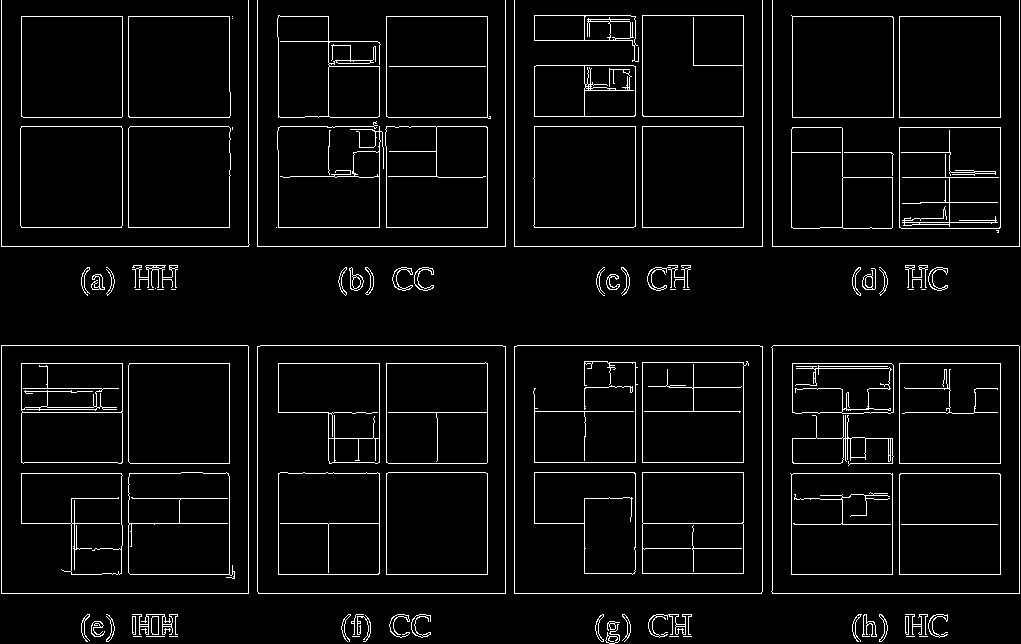 (a) HH (b) CC (c) CH (d) HC
(e) HH (f) CC (g) CH (h) HC